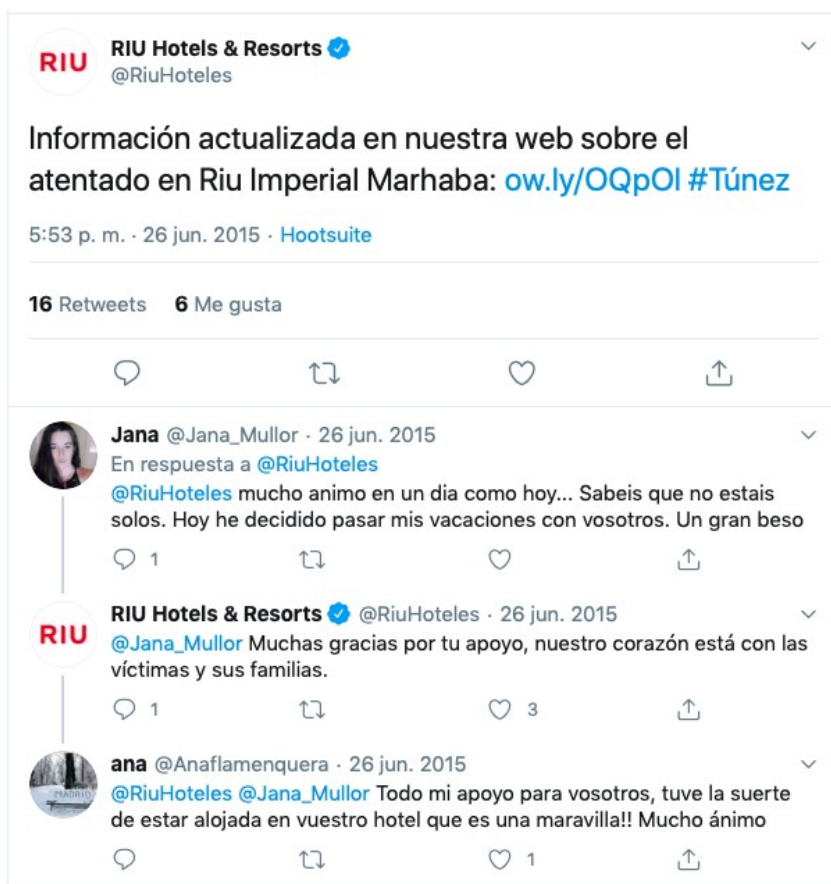 RIU
RIU Hotels & Resorts
@RiuHoteles
Información actualizada en nuestra web sobre el
atentado en Riu Imperial Marhaba: ow.ly/OQpOl #Túnez
5:53 p. m. · 26 jun. 2015 · Hootsuite
16 Retweets 6 Me gusta
Jana @Jana_Mullor · 26 jun. 2015
En respuesta a @RiuHoteles
@RiuHoteles mucho animo en un dia como hoy... Sabeis que no estais
solos. Hoy he decidido pasar mis vacaciones con vosotros. Un gran beso
1
RIU
RIU Hotels & Resorts @RiuHoteles · 26 jun. 2015
@Jana_Mullor Muchas gracias por tu apoyo, nuestro corazón está con las
víctimas y sus familias.
1 3
ana @Anaflamenquera · 26 jun. 2015
MADRID
@RiuHoteles @Jana_Mullor Todo mi apoyo para vosotros, tuve la suerte
de estar alojada en vuestro hotel que es una maravilla!! Mucho ánimo
1